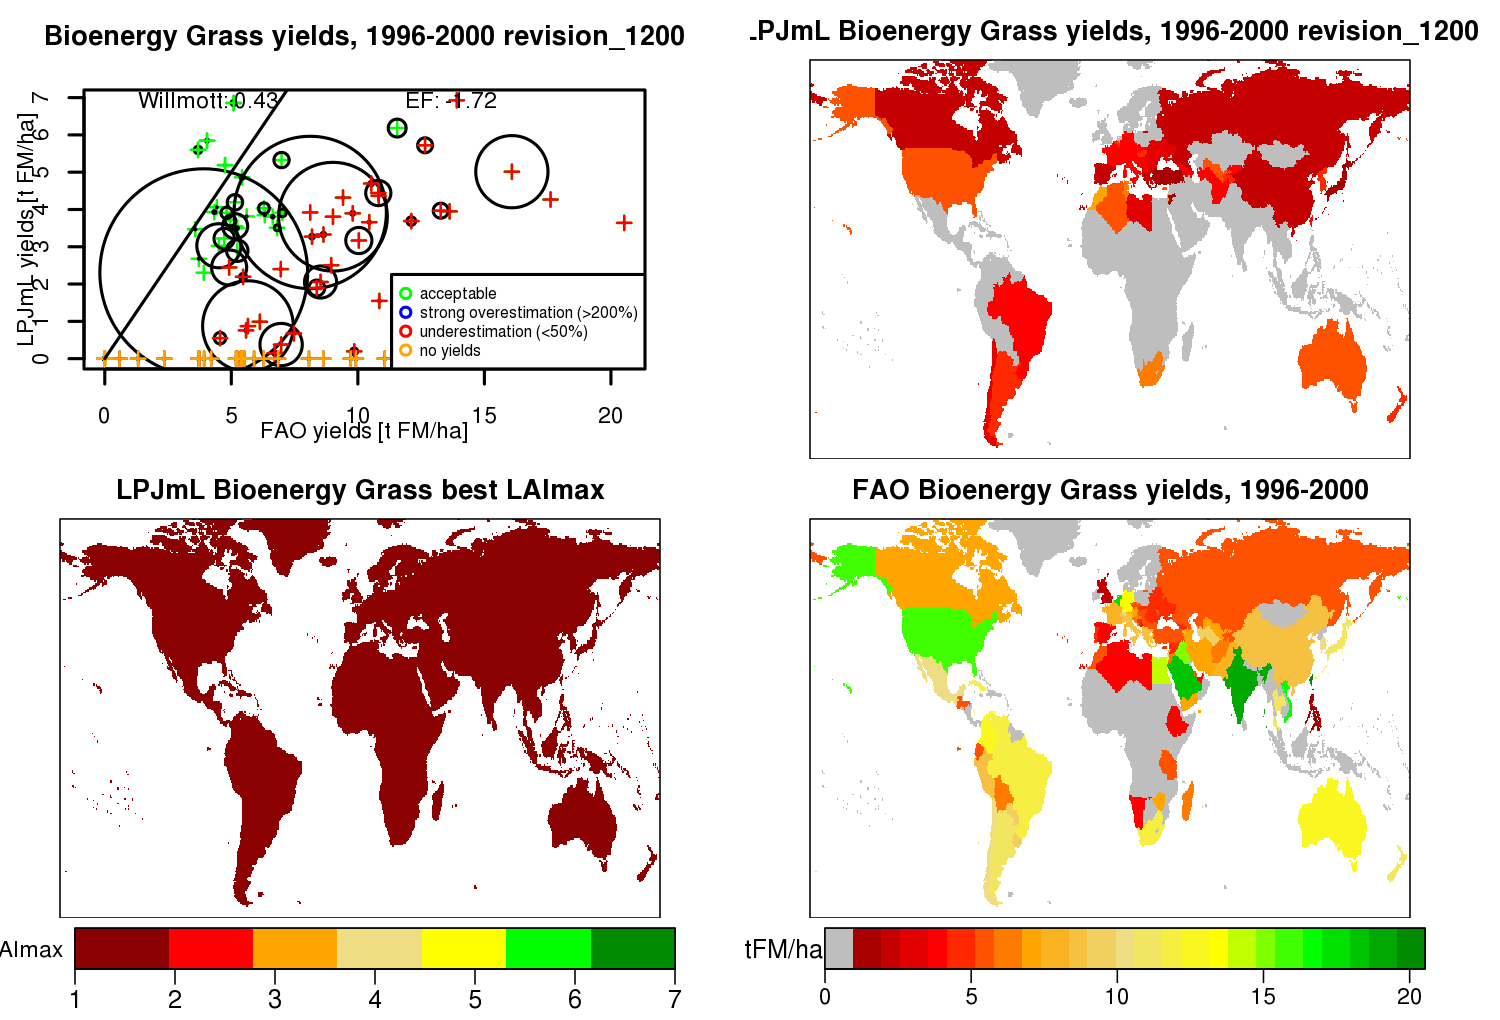 Bioenergy Grass yields, 1996-2000 revision_1200
Willmott: 0.43
EF: -1.72
LPJmL yields [t FM/ha]
0 1 2 3 4 5 6 7
acceptable
strong overestimation (>200%)
underestimation (<50%)
no yields
0 5 10 15 20
FAO yields [t FM/ha]
.PJmL Bioenergy Grass yields, 1996-2000 revision_1200
LPJmL Bioenergy Grass best LAImax
AImax
1 2 3 4 5 6 7
FAO Bioenergy Grass yields, 1996-2000
tFM/ha
0 5 10 15 20